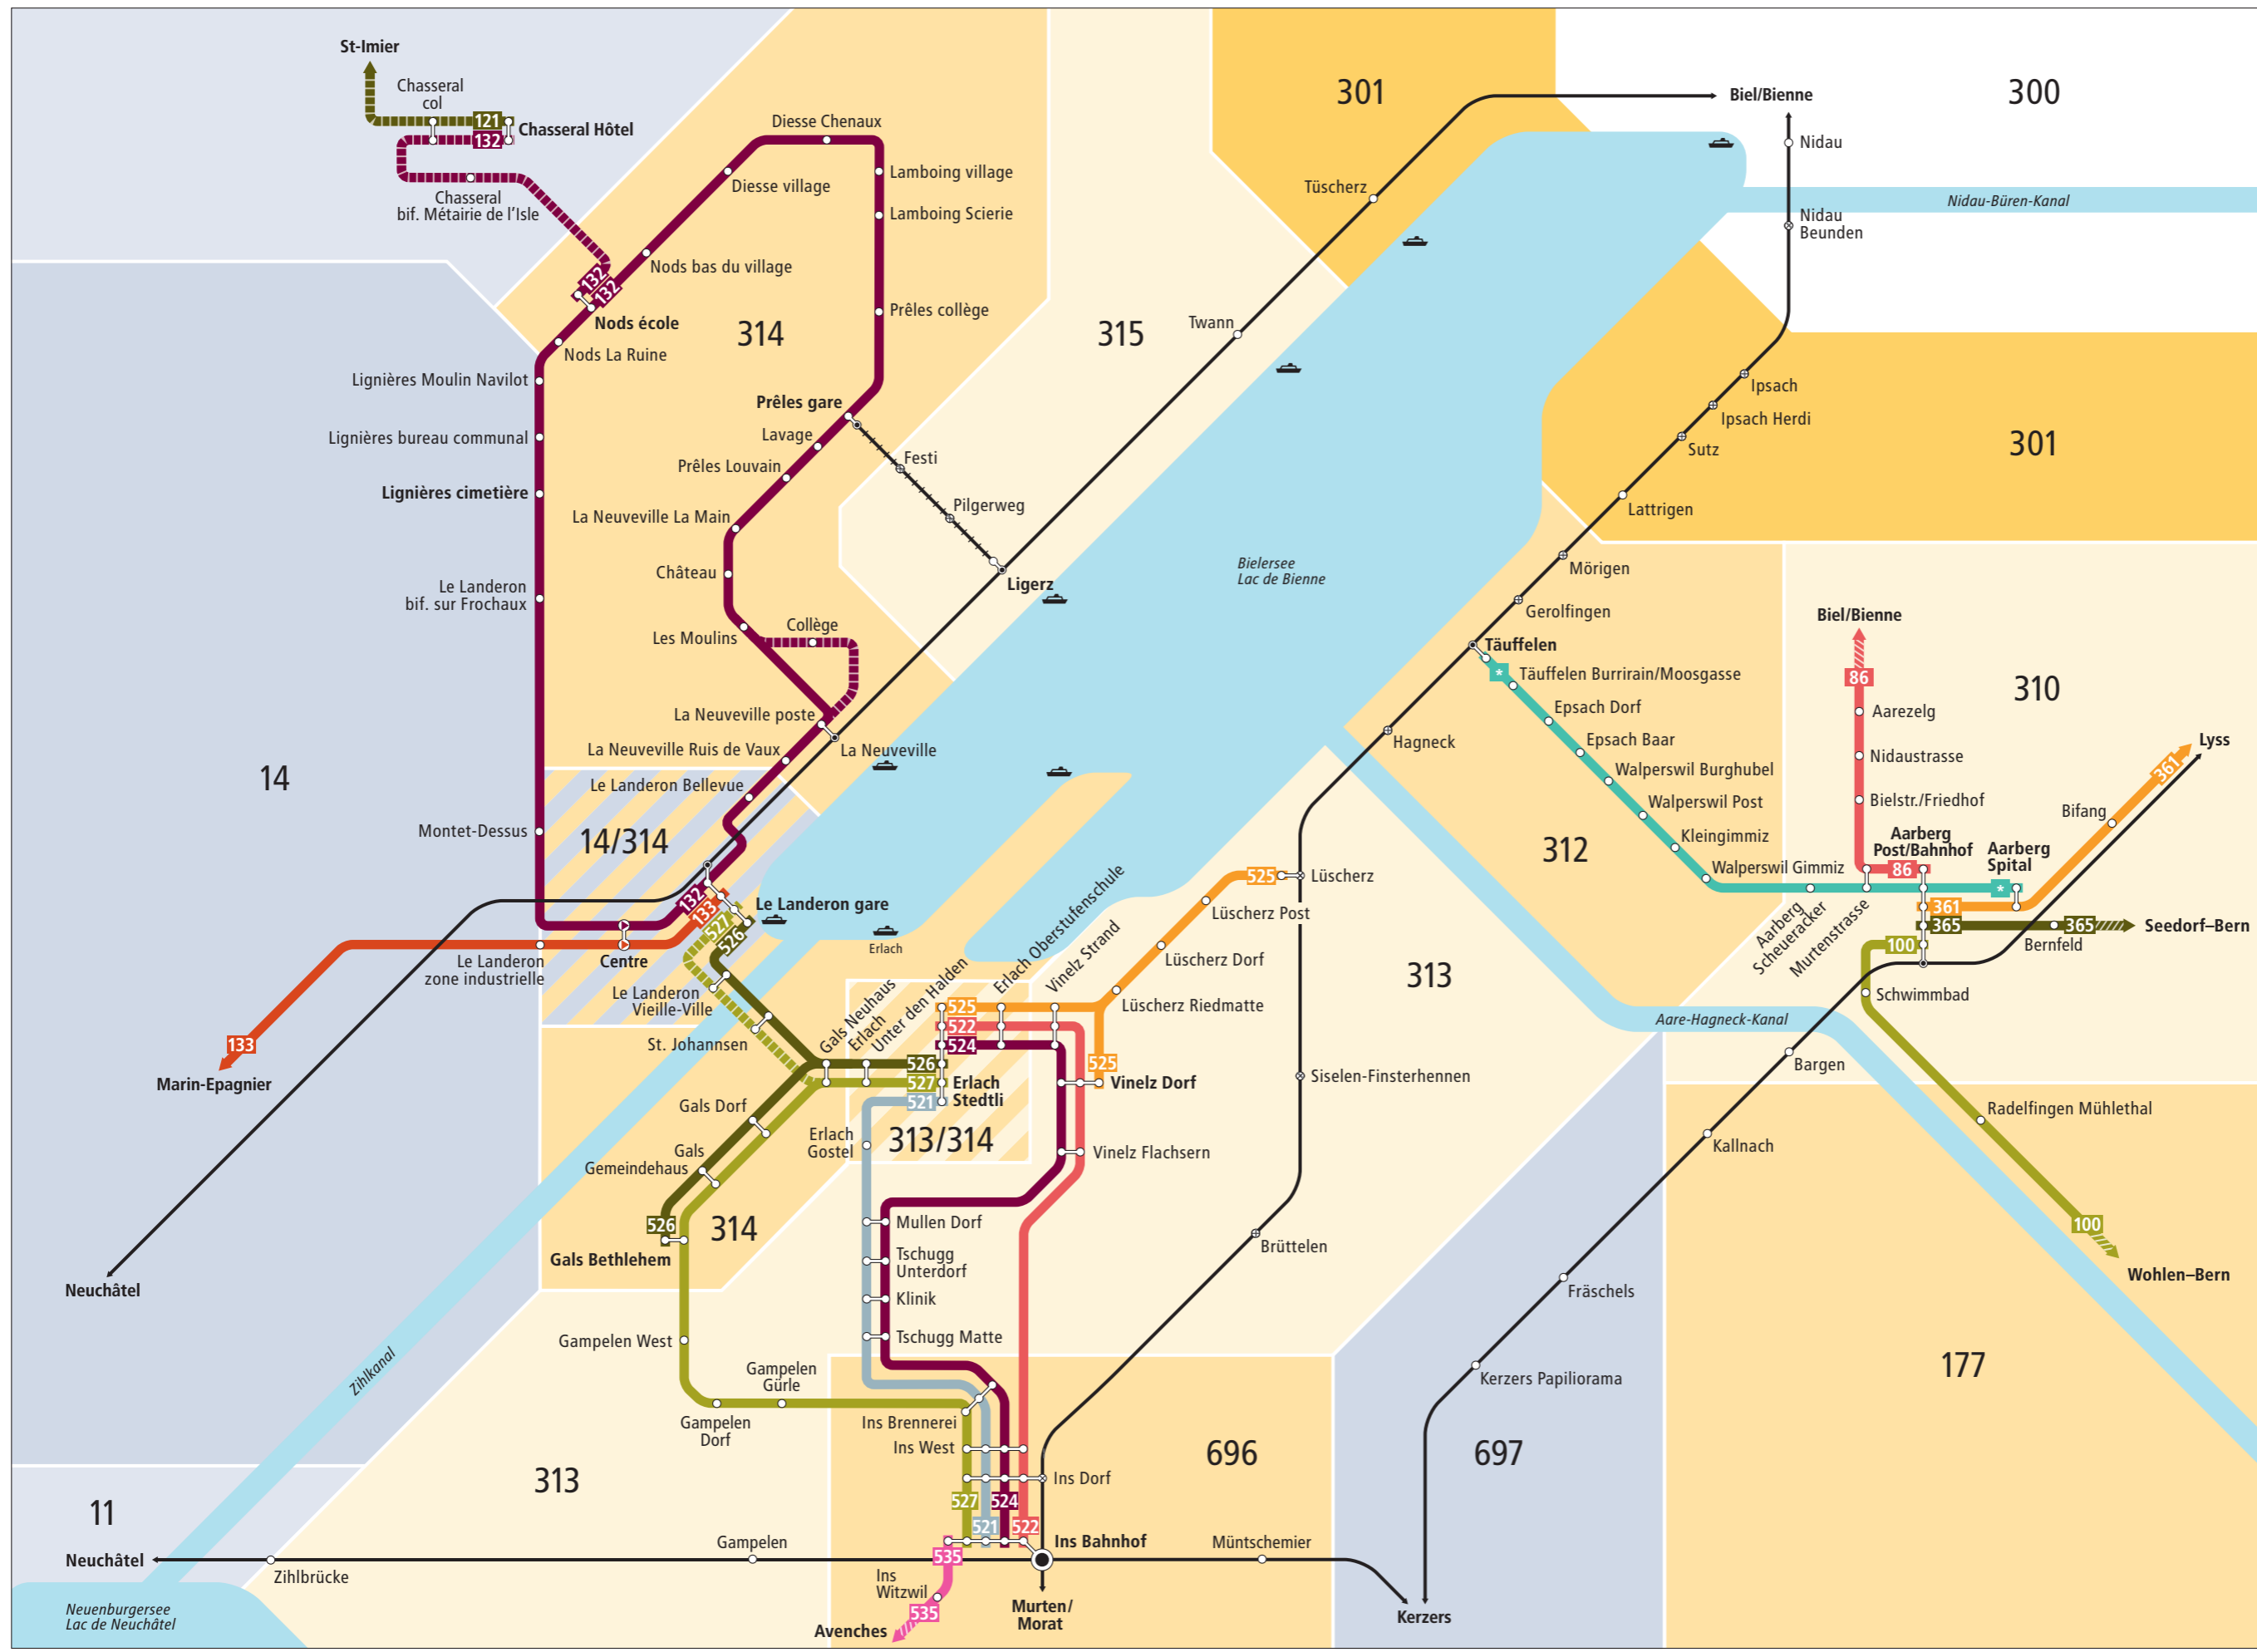 St-Imier
Chasseral
col
121
132
Chasseral Hôtel
Chasseral
bif. Métairie de l'Isle
Diesse Chenaux
Diesse village
Lamboing village
Lamboing Scierie
Nods bas du village
132
132
Nods école
Nods La Ruine
Prêles collège
314
315
301
300
Biel/Bienne
Nidau
Nidau-Büren-Kanal
Nidau
Beunden
Tüscherz
Twann
Lignières Moulin Navilot
Lignières bureau communal
Lignières cimetière
Le Landeron
bif. sur Frochaux
Prêles gare
Lavage
Prêles Louvain
Festi
Pilgerweg
Ligerz
La Neuveville La Main
Château
Les Moulins
Collège
La Neuveville poste
La Neuveville
La Neuveville Ruis de Vaux
Le Landeron Bellevue
Bielersee
Lac de Bienne
Ipsach
Ipsach Herdi
Sutz
301
Lattrigen
Mörigen
Gerolfingen
Täuffelen
*
Täuffelen Burrirain/Moosgasse
Epsach Dorf
Epsach Baar
Walperswil Burghubel
Walperswil Post
Kleingimmiz
Walperswil Gimmiz
Hagneck
312
Biel/Bienne
86
Aarezelg
Nidaustrasse
Bielstr./Friedhof
310
Lyss
361
Bifang
Aarberg
Post/Bahnhof
86
Aarberg
Spital
*
361
365
365
Seedorf–Bern
Bernfeld
100
Aarberg
Scheueracker
Murtenstrasse
Schwimmbad
14
Montet-Dessus
14/314
132
133
527
526
Le Landeron gare
Centre
Le Landeron
zone industrielle
133
Marin-Epagnier
Le Landeron
Vieille-Ville
St. Johannsen
Erlach
Gals Neuhaus
Erlach
Unter den Halden
Erlach Oberstufenschule
Vinelz Strand
525
Lüscherz
Lüscherz Post
Lüscherz Dorf
Lüscherz Riedmatte
313
525
522
524
525
526
527
521
Erlach
Stedtli
Vinelz Dorf
313/314
Erlach
Gostel
Vinelz Flachsern
Siselen-Finsterhennen
Aare-Hagneck-Kanal
Bargen
Kallnach
Radelfingen Mühlethal
100
Wohlen–Bern
Gals Dorf
Gals
Gemeindehaus
526
314
Gals Bethlehem
Neuchâtel
Mullen Dorf
Tschugg
Unterdorf
Klinik
Tschugg Matte
Brüttelen
Fräschels
Kerzers Papiliorama
177
Zihlkanal
Gampelen West
Gampelen
Gürle
Gampelen
Dorf
Ins Brennerei
Ins West
Ins Dorf
696
697
313
11
527
524
521
522
Ins Bahnhof
535
Neuchâtel
Zihlbrücke
Gampelen
Müntschemier
Ins
Witzwil
535
Avenches
Murten/
Morat
Kerzers
Neuenburgersee
Lac de Neuchâtel